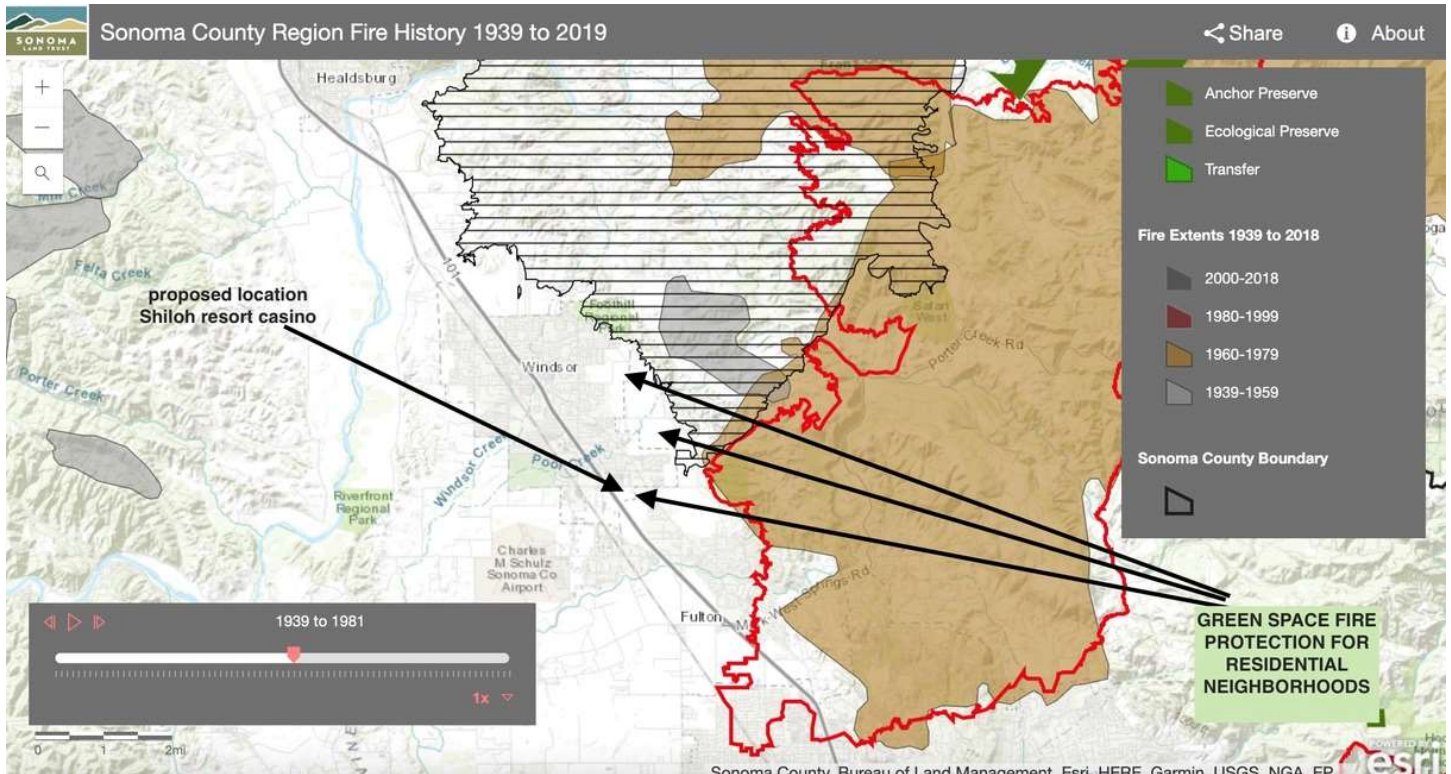 SONOMA
LAND TRUST
Sonoma County Region Fire History 1939 to 2019
Share
About
Healdsburg
+
−
Mill Creek
Felta Creek
101
proposed location
Shiloh resort casino
Foothill
Regional
Park
Safari
West
Porter Creek Rd
Windsor
Porter Creek
Windsor Creek
Pool Creek
Riverfront
Regional
Park
Charles
M Schulz
Sonoma Co
Airport
Mark West Springs Rd
Fulton
Anchor Preserve
Ecological Preserve
Transfer
Fire Extents 1939 to 2018
2000-2018
1980-1999
1960-1979
1939-1959
Sonoma County Boundary
GREEN SPACE FIRE
PROTECTION FOR
RESIDENTIAL
NEIGHBORHOODS
1939 to 1981
1x
0 1 2mi
POWERED BY
esri
Sonoma County, Bureau of Land Management, Esri, HERE, Garmin, USGS, NGA, EP